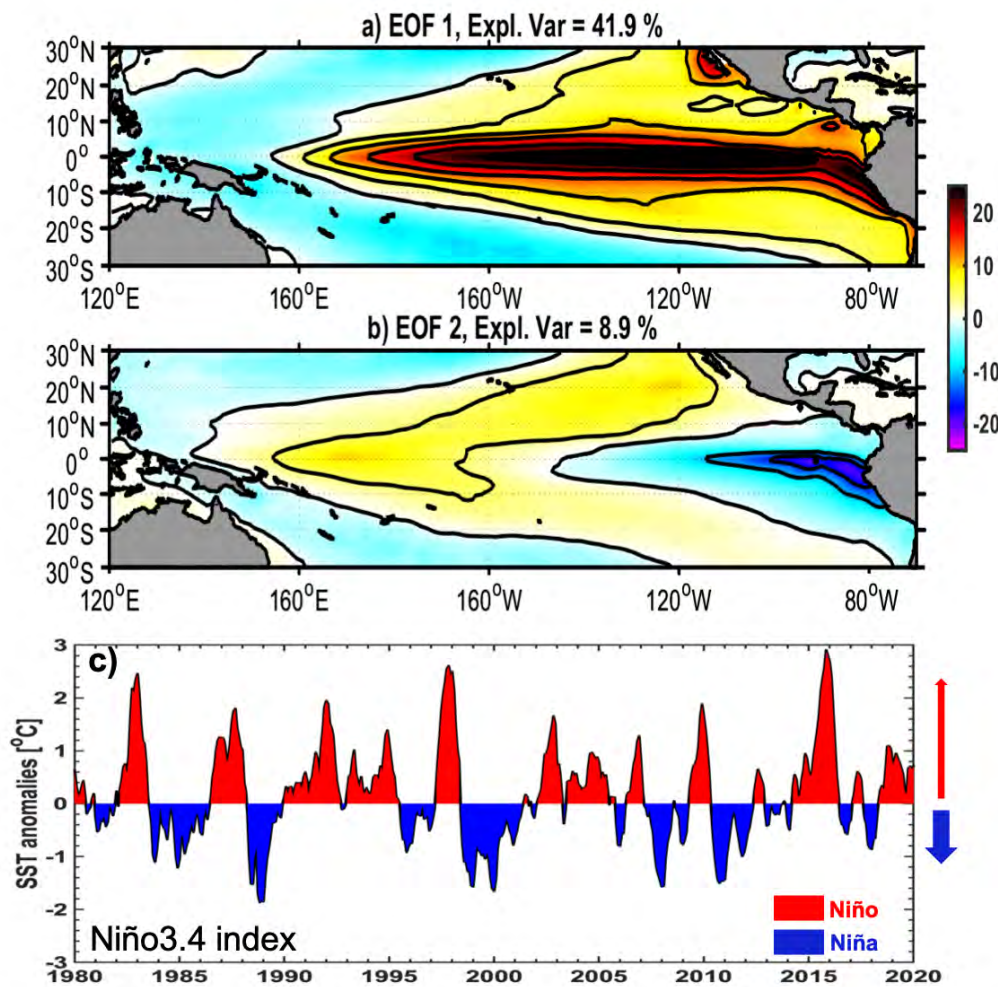 a) EOF 1, Expl. Var = 41.9 %
30°N
20°N
10°N
0°
10°S
20°S
30°S
120°E 160°E 160°W 120°W 80°W
20
10
0
-10
-20
b) EOF 2, Expl. Var = 8.9 %
30°N
20°N
10°N
0°
10°S
20°S
30°S
120°E 160°E 160°W 120°W 80°W
c)
SST anomalies [°C]
3
2
1
0
-1
-2
-3
Niño
Niña
Niño3.4 index
1980 1985 1990 1995 2000 2005 2010 2015 2020